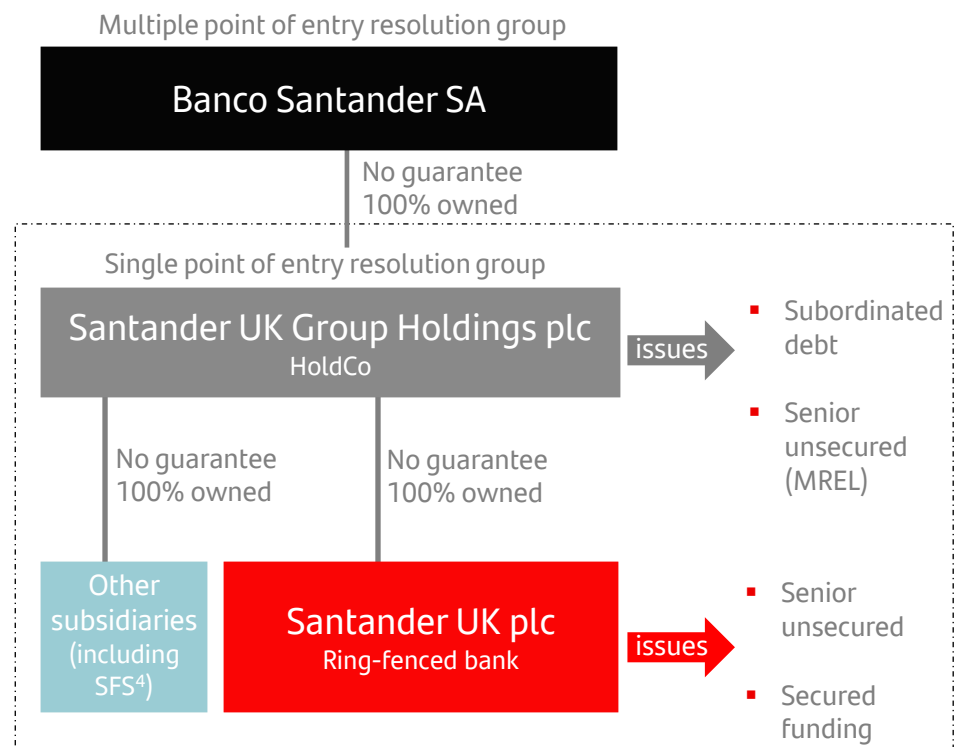 Multiple point of entry resolution group
Banco Santander SA
No guarantee
100% owned
Single point of entry resolution group
Santander UK Group Holdings plc
HoldCo
issues
▪ Subordinated
debt
▪ Senior
unsecured
(MREL)
No guarantee
100% owned
No guarantee
100% owned
Other
subsidiaries
(including
SFS⁴)
Santander UK plc
Ring-fenced bank
issues
▪ Senior
unsecured
▪ Secured
funding